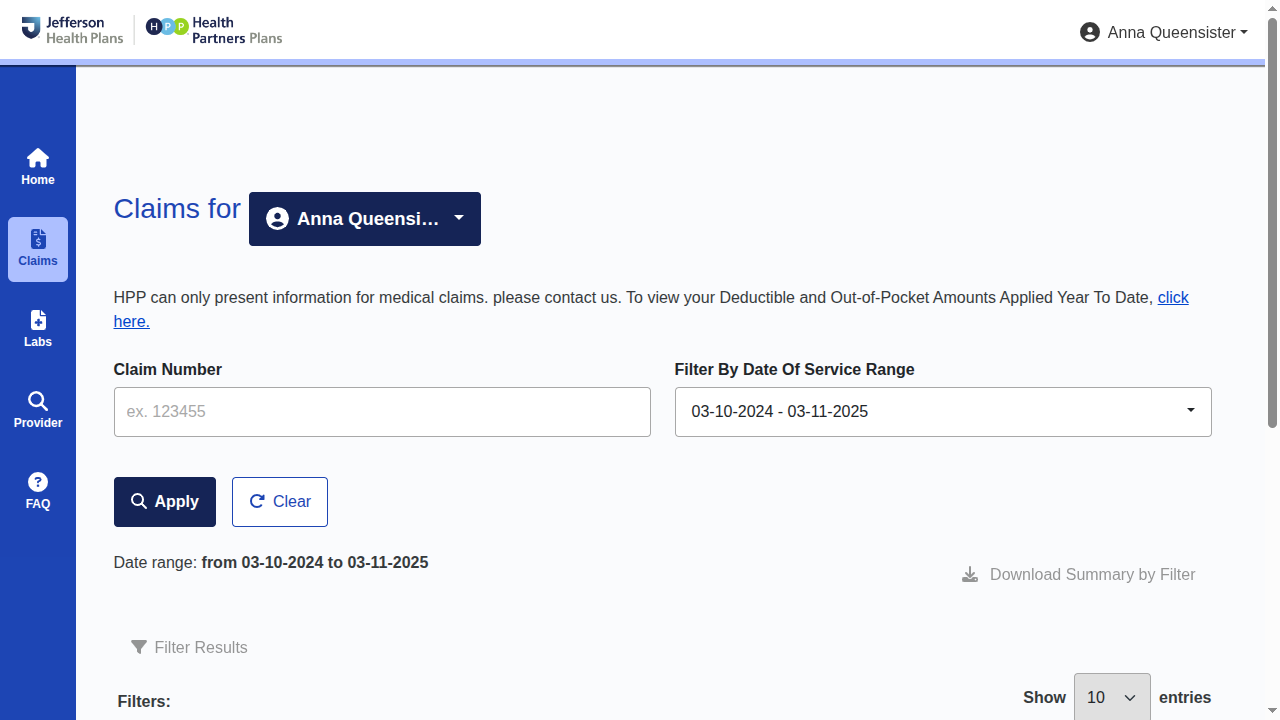 Jefferson
Health Plans
HPP
Health
Partners Plans
Anna Queensister
Home
Claims
Labs
Provider
FAQ
Claims for
Anna Queensi...
HPP can only present information for medical claims. please contact us. To view your Deductible and Out-of-Pocket Amounts Applied Year To Date, click
here.
Claim Number
Filter By Date Of Service Range
ex. 123455
03-10-2024 - 03-11-2025
Apply
Clear
Date range: from 03-10-2024 to 03-11-2025
Download Summary by Filter
Filter Results
Filters:
Show 10 entries